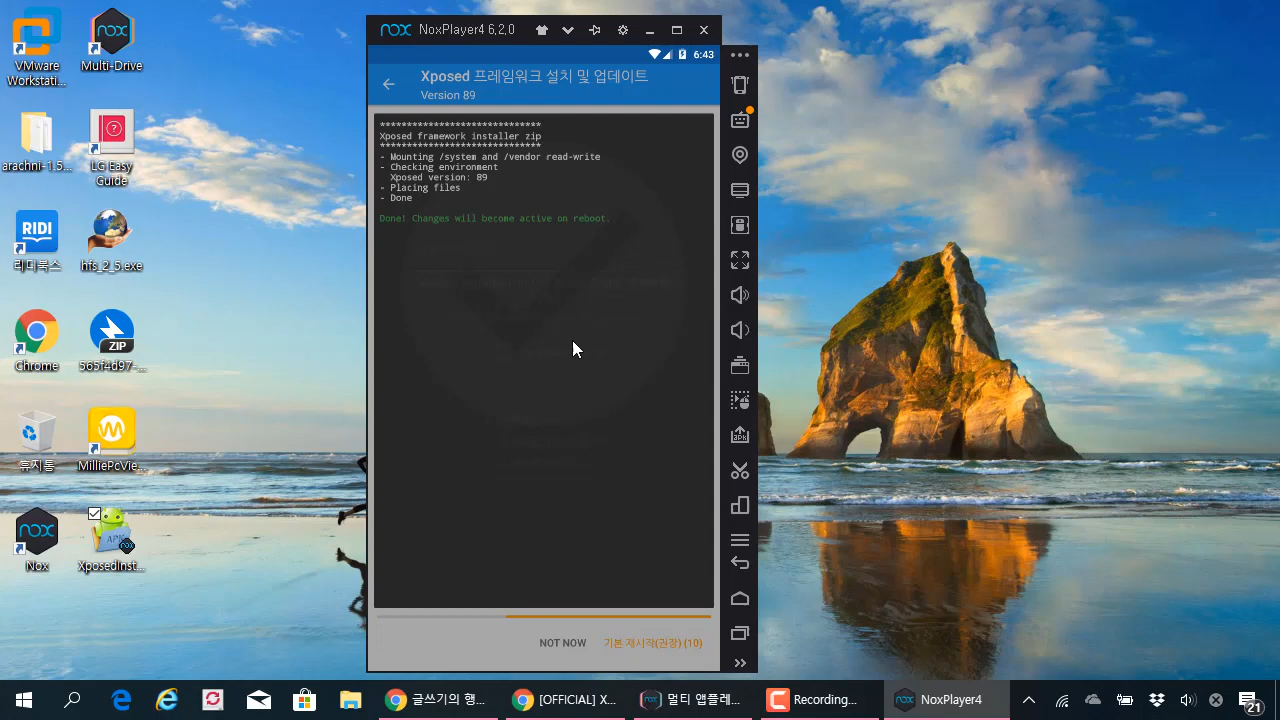 VMware
Workstati...
Multi-Drive
arachni-1.5...
LG Easy
Guide
RIDI
리디북스
hfs_2_5.exe
Chrome
ZIP
565f4d97-...
휴지통
MilliePcVie...
nox
Nox
APK
XposedInst...
nox NoxPlayer4 6,2,0
6:43
Xposed 프레임워크 설치 및 업데이트
Version 89
******************************
Xposed framework installer zip
******************************
- Mounting /system and /vendor read-write
- Checking environment
Xposed version: 89
- Placing files
- Done
Done! Changes will become active on reboot.
NOT NOW
기본 재시작(권장) (10)
글쓰기의 행...
[OFFICIAL] X...
멀티 앱플레...
Recording...
NoxPlayer4
21